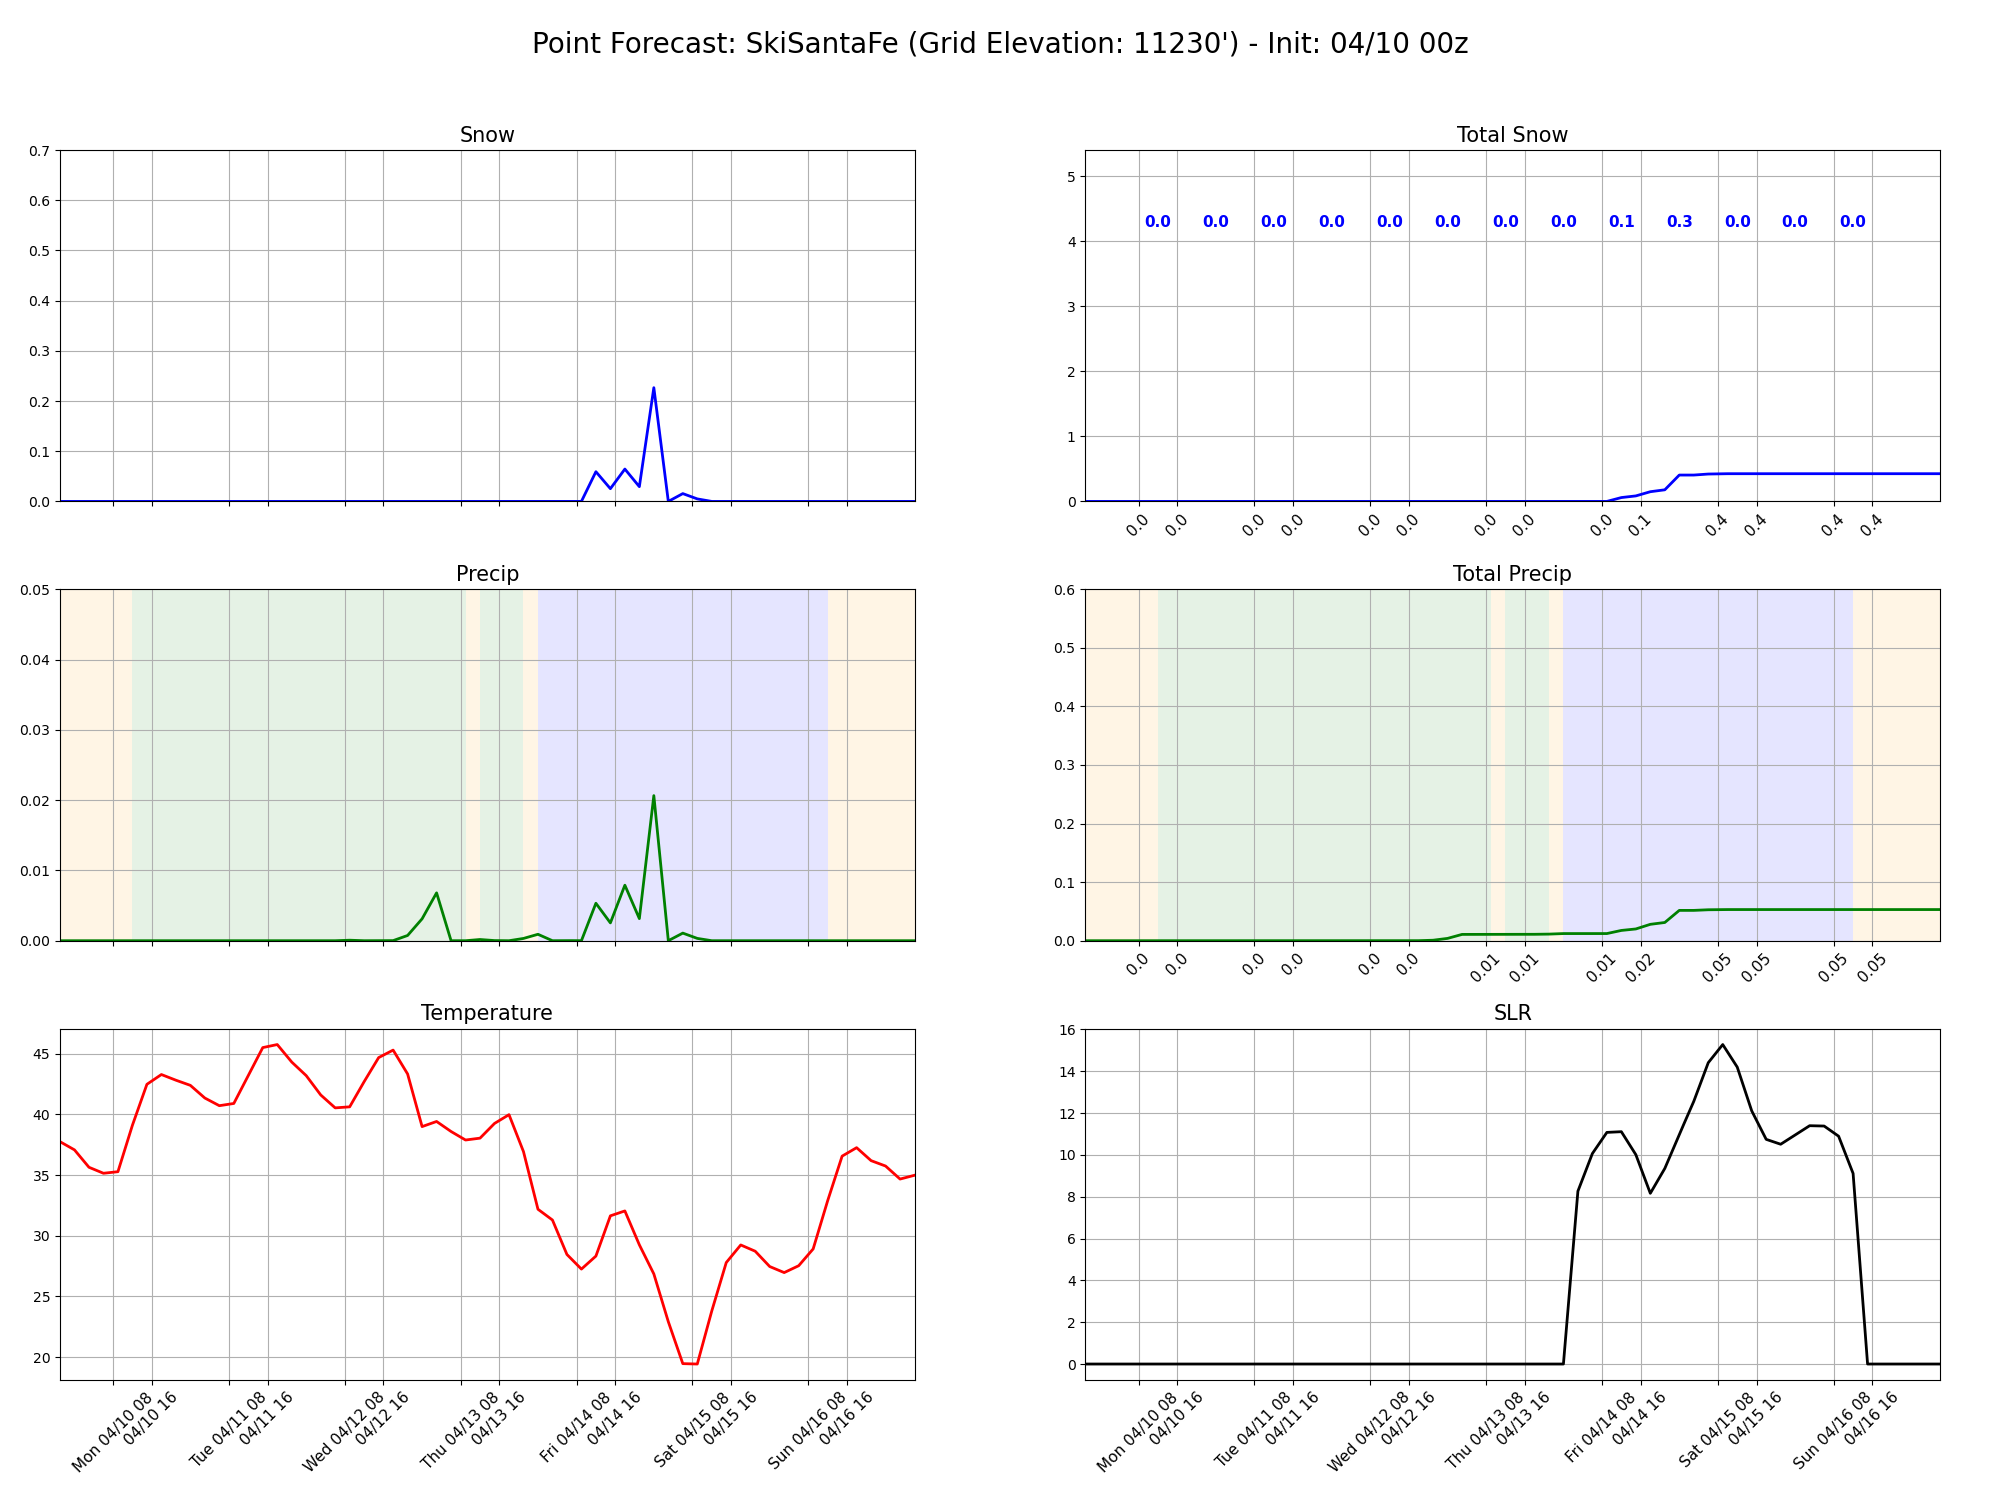 Point Forecast: SkiSantaFe (Grid Elevation: 11230') - Init: 04/10 00z
Snow
0.7
0.6
0.5
0.4
0.3
0.2
0.1
0.0
Total Snow
5
4
3
2
1
0
0.0 0.0 0.0 0.0 0.0 0.0 0.0 0.0 0.1 0.3 0.0 0.0 0.0
0.0 0.0 0.0 0.0 0.0 0.0 0.0 0.0 0.0 0.1 0.4 0.4 0.4 0.4
Precip
0.05
0.04
0.03
0.02
0.01
0.00
Total Precip
0.6
0.5
0.4
0.3
0.2
0.1
0.0
0.0 0.0 0.0 0.0 0.0 0.0 0.01 0.01 0.01 0.02 0.05 0.05 0.05 0.05
Temperature
45
40
35
30
25
20
Mon 04/10 08
04/10 16
Tue 04/11 08
04/11 16
Wed 04/12 08
04/12 16
Thu 04/13 08
04/13 16
Fri 04/14 08
04/14 16
Sat 04/15 08
04/15 16
Sun 04/16 08
04/16 16
SLR
16
14
12
10
8
6
4
2
0
Mon 04/10 08
04/10 16
Tue 04/11 08
04/11 16
Wed 04/12 08
04/12 16
Thu 04/13 08
04/13 16
Fri 04/14 08
04/14 16
Sat 04/15 08
04/15 16
Sun 04/16 08
04/16 16